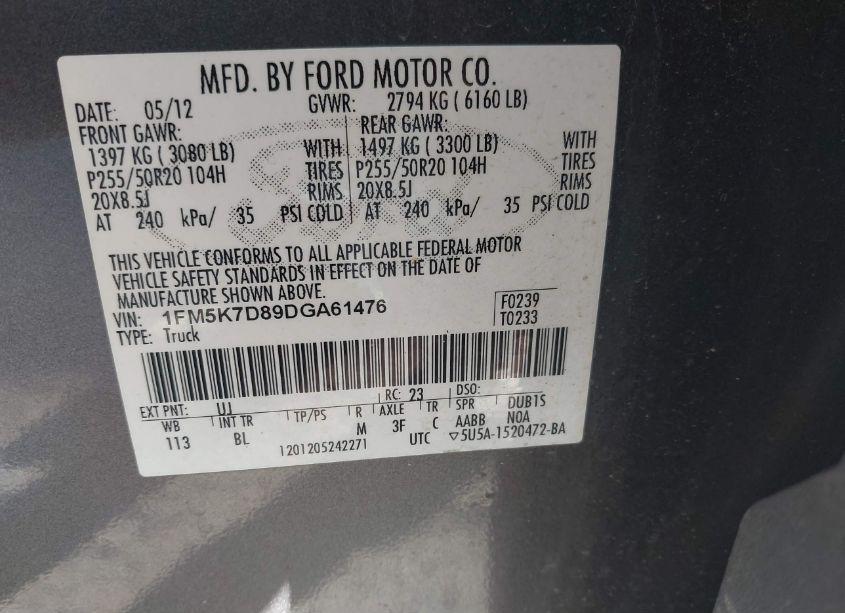 MFD. BY FORD MOTOR CO.
DATE: 05/12 GVWR: 2794 KG ( 6160 LB)
FRONT GAWR: REAR GAWR:
1397 KG ( 3080 LB) WITH 1497 KG ( 3300 LB) WITH
P255/50R20 104H TIRES P255/50R20 104H TIRES
20X8.5J RIMS 20X8.5J RIMS
AT 240 kPa/ 35 PSI COLD AT 240 kPa/ 35 PSI COLD
THIS VEHICLE CONFORMS TO ALL APPLICABLE FEDERAL MOTOR
VEHICLE SAFETY STANDARDS IN EFFECT ON THE DATE OF
MANUFACTURE SHOWN ABOVE.
VIN: 1FM5K7D89DGA61476 F0239
TYPE: Truck T0233
EXT PNT: UJ RC: 23 DSO:
WB INT TR TP/PS R AXLE TR SPR DUB1S
113 BL M 3F C AABB NOA
1201205242271 UTC ▽5U5A-1520472-BA
Ford